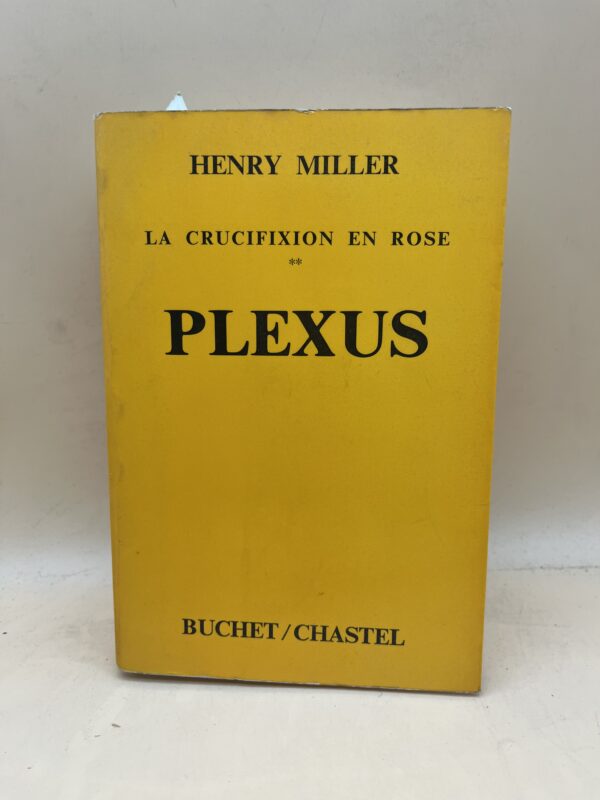 HENRY MILLER
LA CRUCIFIXION EN ROSE
**
PLEXUS
BUCHET/CHASTEL